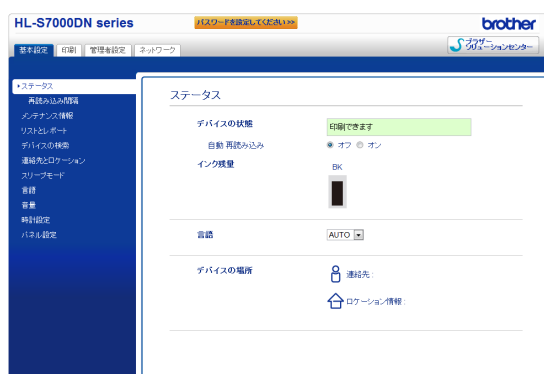 HL-S7000DN series
パスワードを設定してください>>
brother
基本設定 印刷 管理者設定 ネットワーク
ブラザー
ソリューションセンター
ステータス
再読み込み間隔
メンテナンス情報
リストとレポート
デバイスの検索
連絡先とロケーション
スリープモード
言語
音量
時計設定
パネル設定
ステータス
デバイスの状態 印刷できます
自動 再読み込み オフ オン
インク残量 BK
言語 AUTO
デバイスの場所 連絡先:
ロケーション情報: